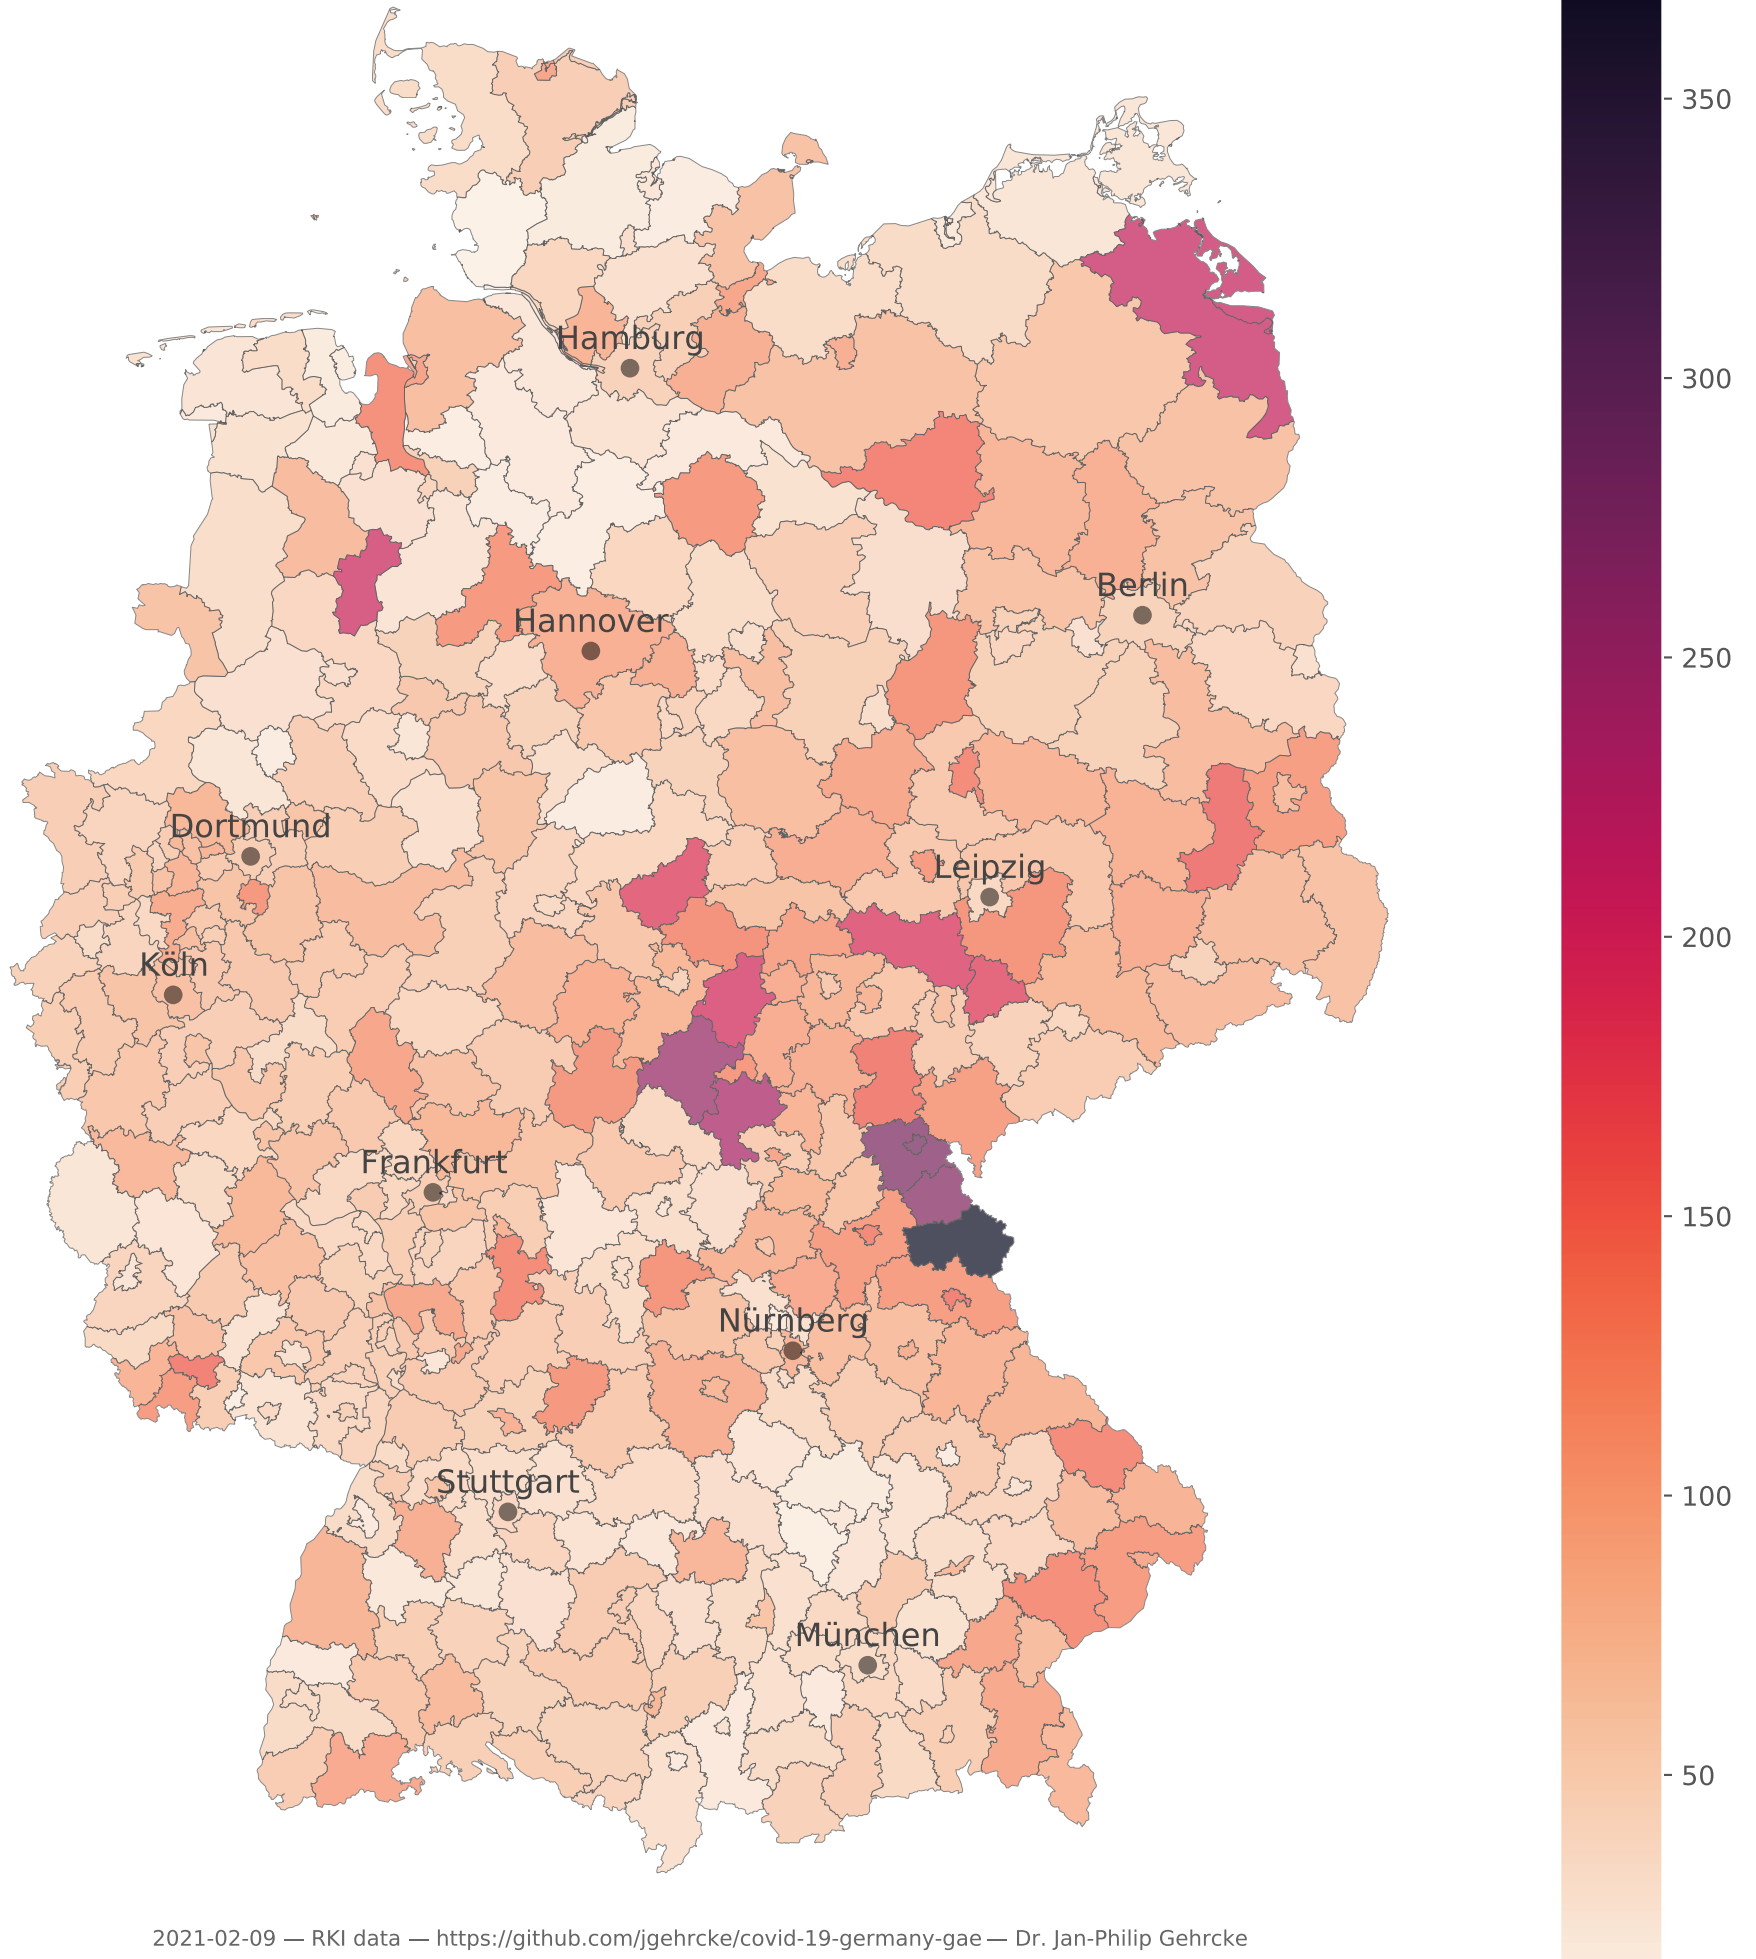 350
Hamburg
300
Berlin
Hannover
250
Dortmund
Leipzig
200
Köln
Frankfurt
150
Nürnberg
Stuttgart
100
München
50
2021-02-09 — RKI data — https://github.com/jgehrcke/covid-19-germany-gae — Dr. Jan-Philip Gehrcke